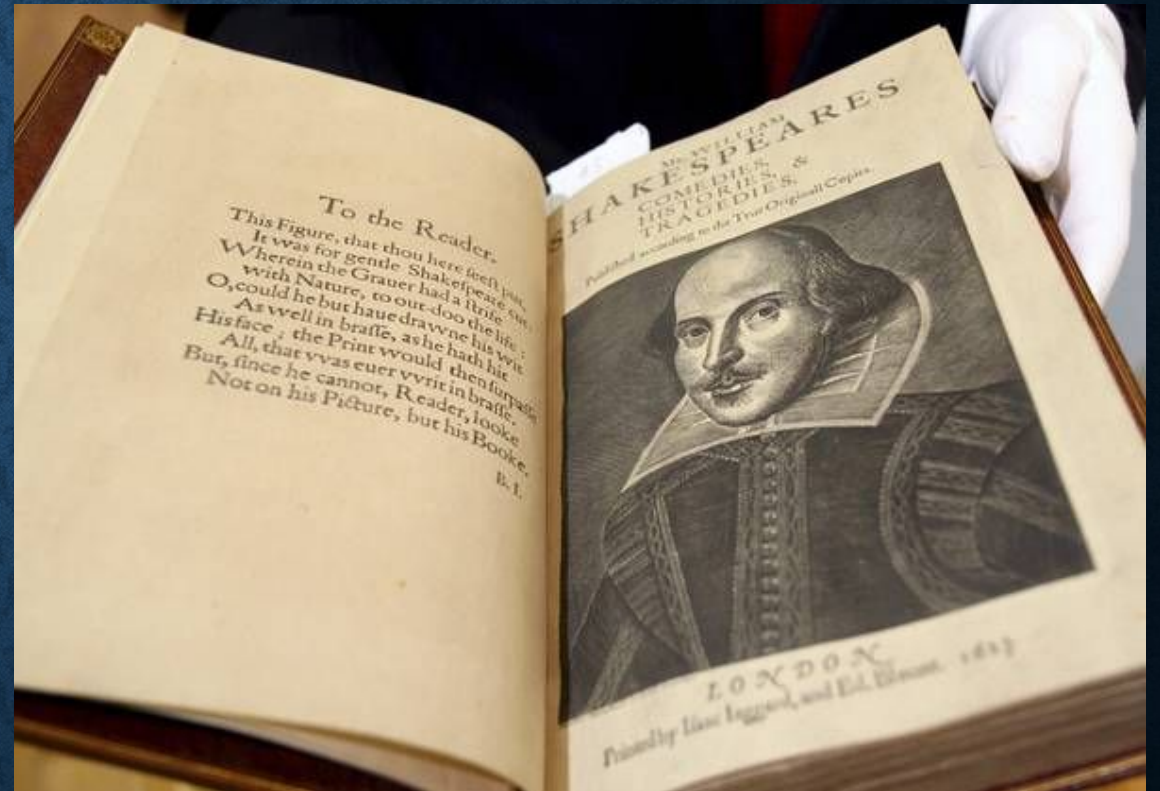 To the Reader.
This Figure, that thou here ſeeſt put,
It was for gentle Shakeſpeare cut;
Wherein the Grauer had a ſtrife
with Nature, to out-doo the life :
O, could he but haue dravvne his wit
As well in braſſe, as he hath hit
His face ; the Print would then ſurpaſſe
All, that vvas euer vvrit in braſſe.
But, ſince he cannot, Reader, looke
Not on his Picture, but his Booke.
B. I.
Mr. WILLIAM
SHAKESPEARES
COMEDIES,
HISTORIES, &
TRAGEDIES.
Publiſhed according to the True Originall Copies.
LONDON
Printed by Iſaac Iaggard, and Ed. Blount. 1623